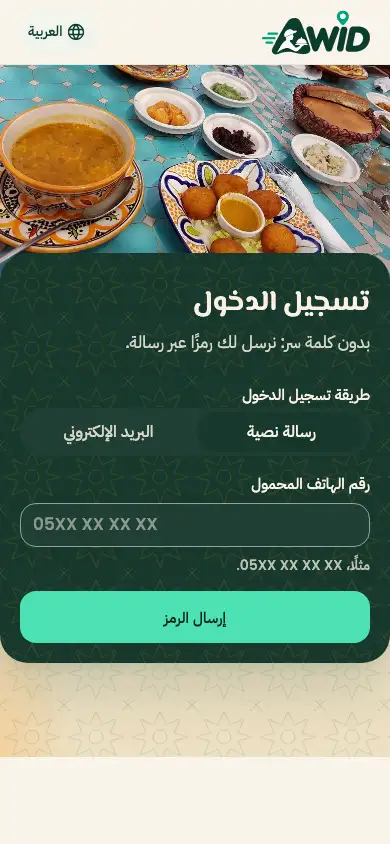 العربية
AWID
تسجيل الدخول
بدون كلمة سر: نرسل لك رمزًا عبر رسالة.
طريقة تسجيل الدخول
رسالة نصية
البريد الإلكتروني
رقم الهاتف المحمول
05XX XX XX XX
مثلًا، 05XX XX XX XX.
إرسال الرمز